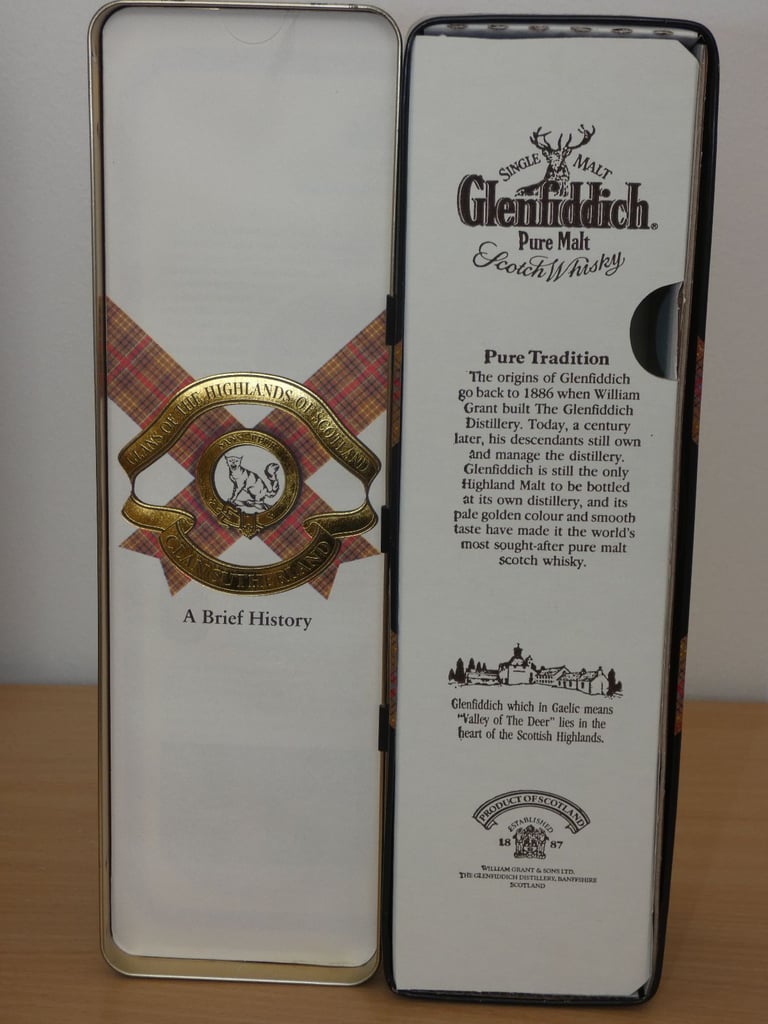 CLANS OF THE HIGHLANDS OF SCOTLAND
CLAN SUTHERLAND
A Brief History
SINGLE MALT
Glenfiddich®
Pure Malt
Scotch Whisky
Pure Tradition
The origins of Glenfiddich
go back to 1886 when William
Grant built The Glenfiddich
Distillery. Today, a century
later, his descendants still own
and manage the distillery.
Glenfiddich is still the only
Highland Malt to be bottled
at its own distillery, and its
pale golden colour and smooth
taste have made it the world's
most sought-after pure malt
scotch whisky.
Glenfiddich which in Gaelic means
"Valley of The Deer" lies in the
heart of the Scottish Highlands.
PRODUCT OF SCOTLAND
ESTABLISHED
18 87
WILLIAM GRANT & SONS LTD.
THE GLENFIDDICH DISTILLERY, BANFFSHIRE
SCOTLAND